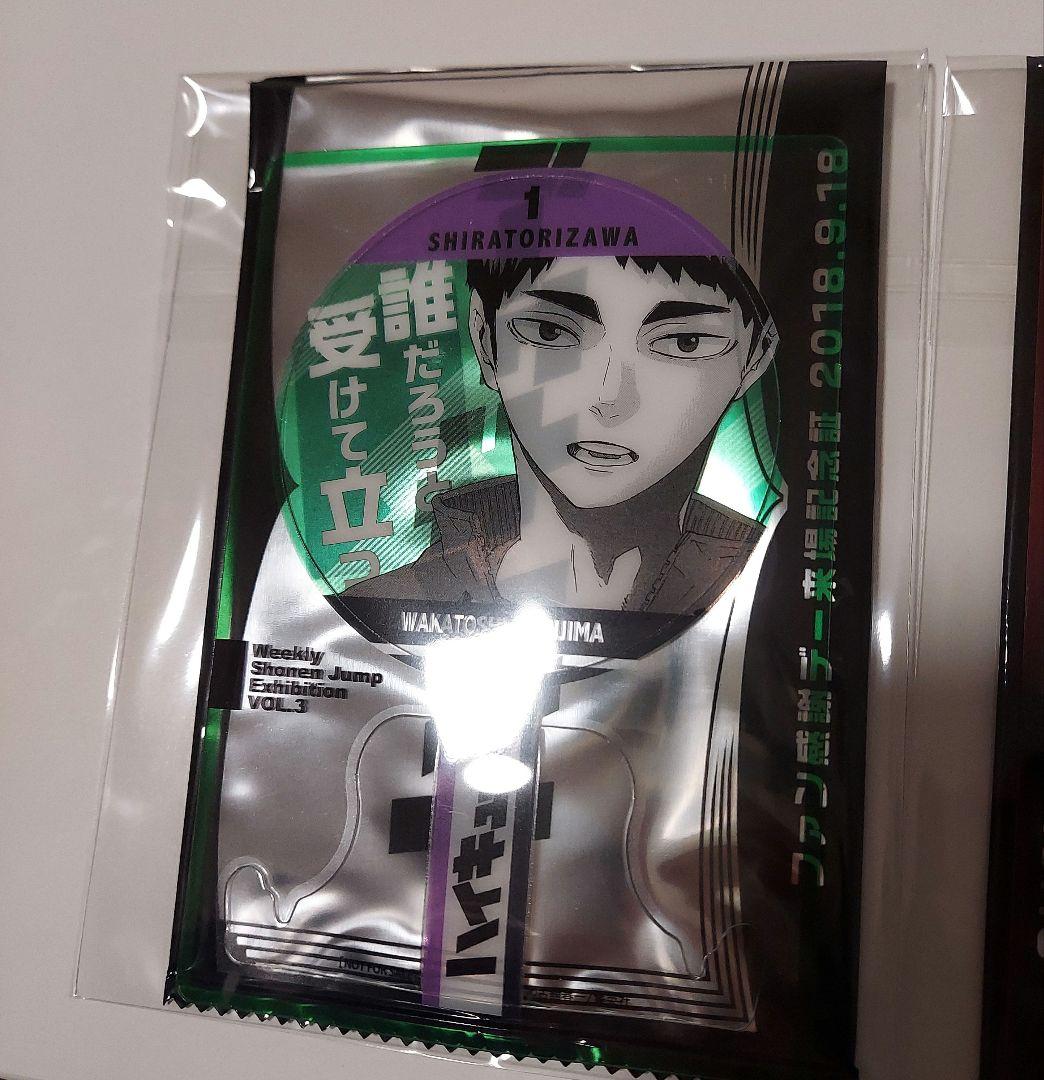 1
SHIRATORIZAWA
誰だろうと
受けて立つ
WAKATOSHI
Weekly
Shonen Jump
Exhibition
VOL.3
ハイキュー
ファン感謝デー来場記念証 2018.9.18